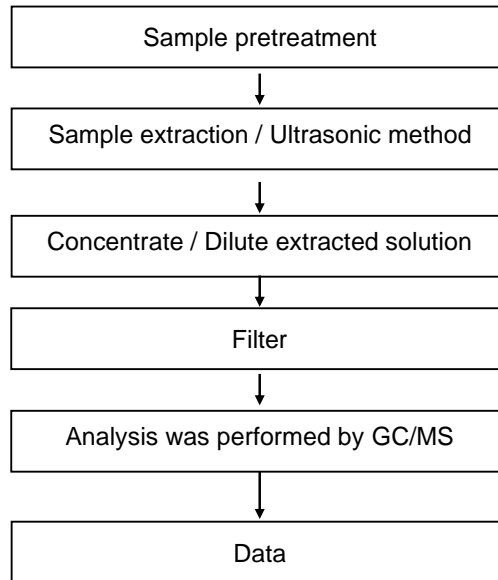 Sample pretreatment
Sample extraction / Ultrasonic method
Concentrate / Dilute extracted solution
Filter
Analysis was performed by GC/MS
Data